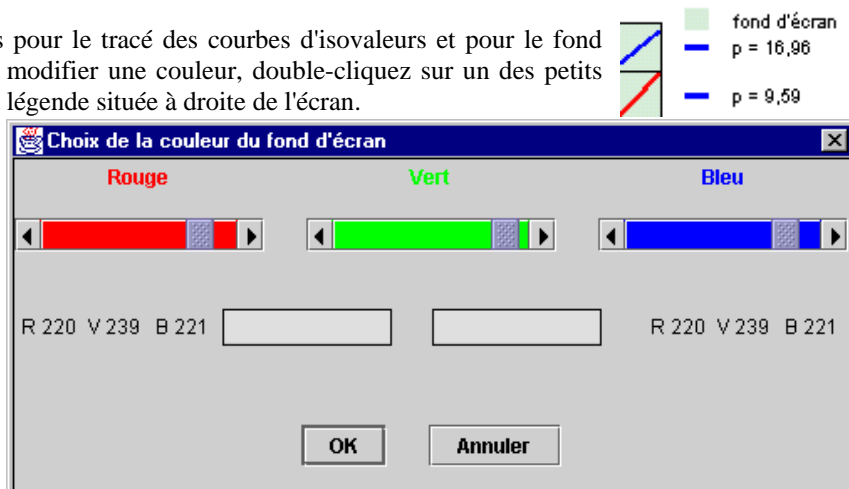 s pour le tracé des courbes d'isovaleurs et pour le fond
modifier une couleur, double-cliquez sur un des petits
légende située à droite de l'écran.
fond d'écran
p = 16,96
p = 9,59
Choix de la couleur du fond d'écran
Rouge Vert Bleu
R 220 V 239 B 221 R 220 V 239 B 221
OK Annuler